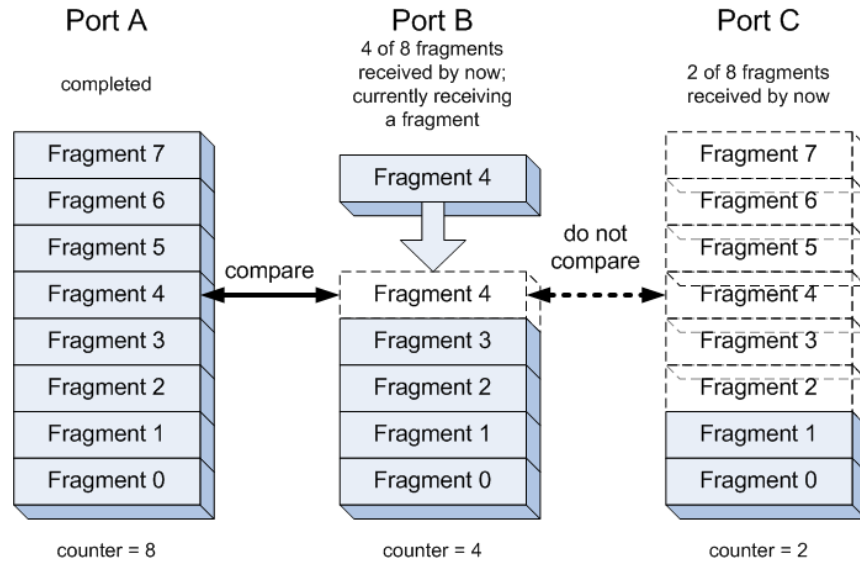 Port A
completed
Fragment 7
Fragment 6
Fragment 5
Fragment 4
Fragment 3
Fragment 2
Fragment 1
Fragment 0
counter = 8
compare
Port B
4 of 8 fragments
received by now;
currently receiving
a fragment
Fragment 4
Fragment 4
Fragment 3
Fragment 2
Fragment 1
Fragment 0
counter = 4
do not
compare
Port C
2 of 8 fragments
received by now
Fragment 7
Fragment 6
Fragment 5
Fragment 4
Fragment 3
Fragment 2
Fragment 1
Fragment 0
counter = 2